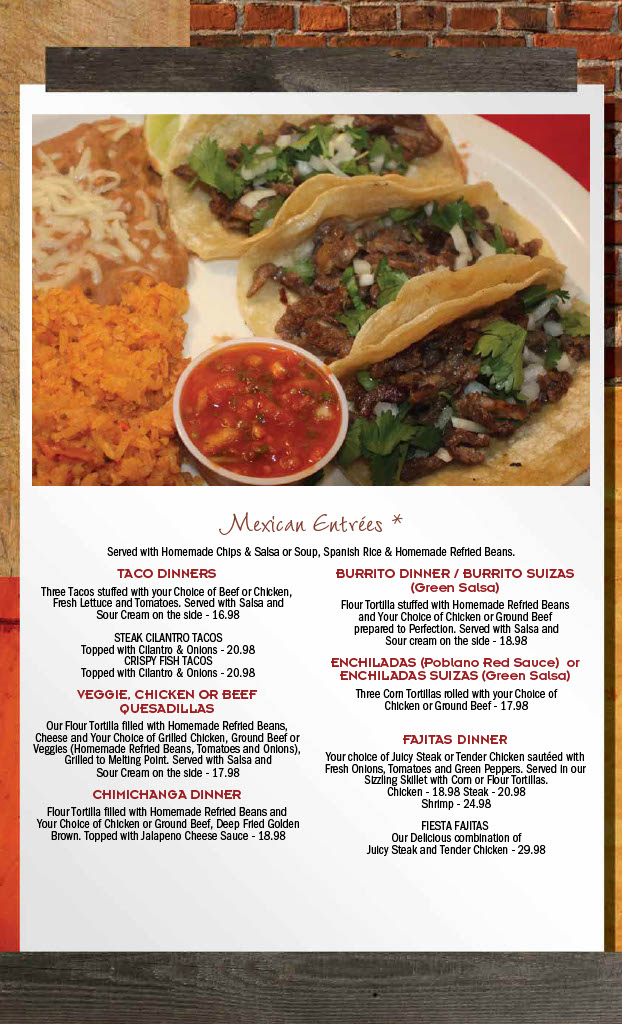 Mexican Entrées *
Served with Homemade Chips & Salsa or Soup, Spanish Rice & Homemade Refried Beans.
TACO DINNERS
Three Tacos stuffed with your Choice of Beef or Chicken,
Fresh Lettuce and Tomatoes. Served with Salsa and
Sour Cream on the side - 16.98
STEAK CILANTRO TACOS
Topped with Cilantro & Onions - 20.98
CRISPY FISH TACOS
Topped with Cilantro & Onions - 20.98
VEGGIE, CHICKEN OR BEEF
QUESADILLAS
Our Flour Tortilla filled with Homemade Refried Beans,
Cheese and Your Choice of Grilled Chicken, Ground Beef or
Veggies (Homemade Refried Beans, Tomatoes and Onions),
Grilled to Melting Point. Served with Salsa and
Sour Cream on the side - 17.98
CHIMICHANGA DINNER
Flour Tortilla filled with Homemade Refried Beans and
Your Choice of Chicken or Ground Beef, Deep Fried Golden
Brown. Topped with Jalapeno Cheese Sauce - 18.98
BURRITO DINNER / BURRITO SUIZAS
(Green Salsa)
Flour Tortilla stuffed with Homemade Refried Beans
and Your Choice of Chicken or Ground Beef
prepared to Perfection. Served with Salsa and
Sour cream on the side - 18.98
ENCHILADAS (Poblano Red Sauce) or
ENCHILADAS SUIZAS (Green Salsa)
Three Corn Tortillas rolled with your Choice of
Chicken or Ground Beef - 17.98
FAJITAS DINNER
Your choice of Juicy Steak or Tender Chicken sautéed with
Fresh Onions, Tomatoes and Green Peppers. Served in our
Sizzling Skillet with Corn or Flour Tortillas.
Chicken - 18.98 Steak - 20.98
Shrimp - 24.98
FIESTA FAJITAS
Our Delicious combination of
Juicy Steak and Tender Chicken - 29.98